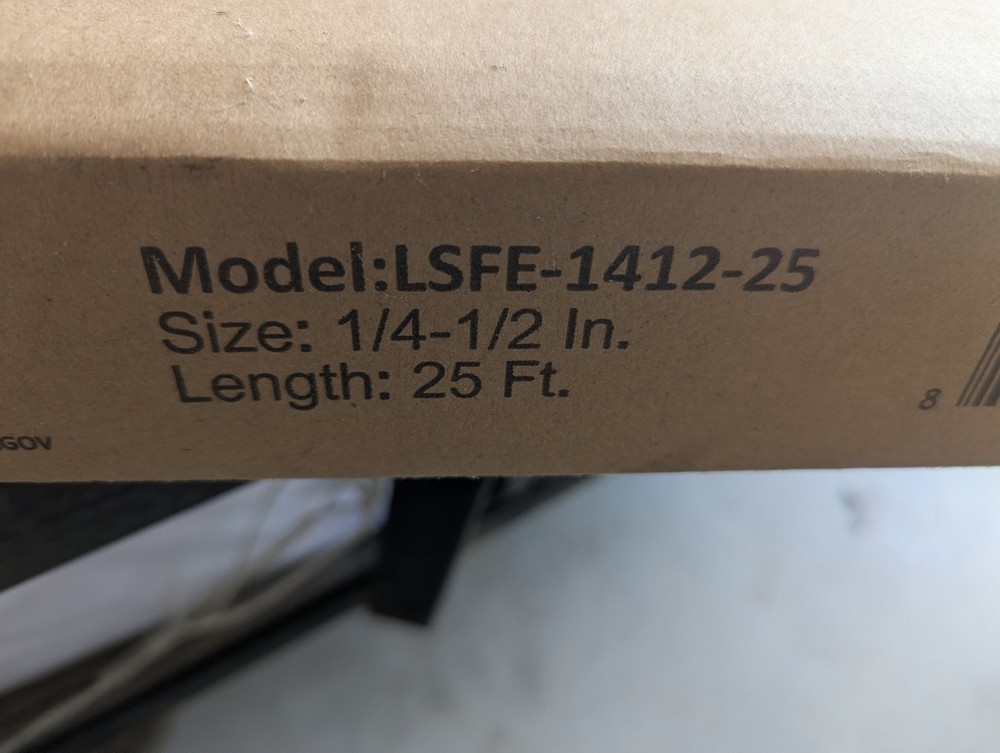 Model:LSFE-1412-25
Size: 1/4-1/2 In.
Length: 25 Ft.
8
GOV